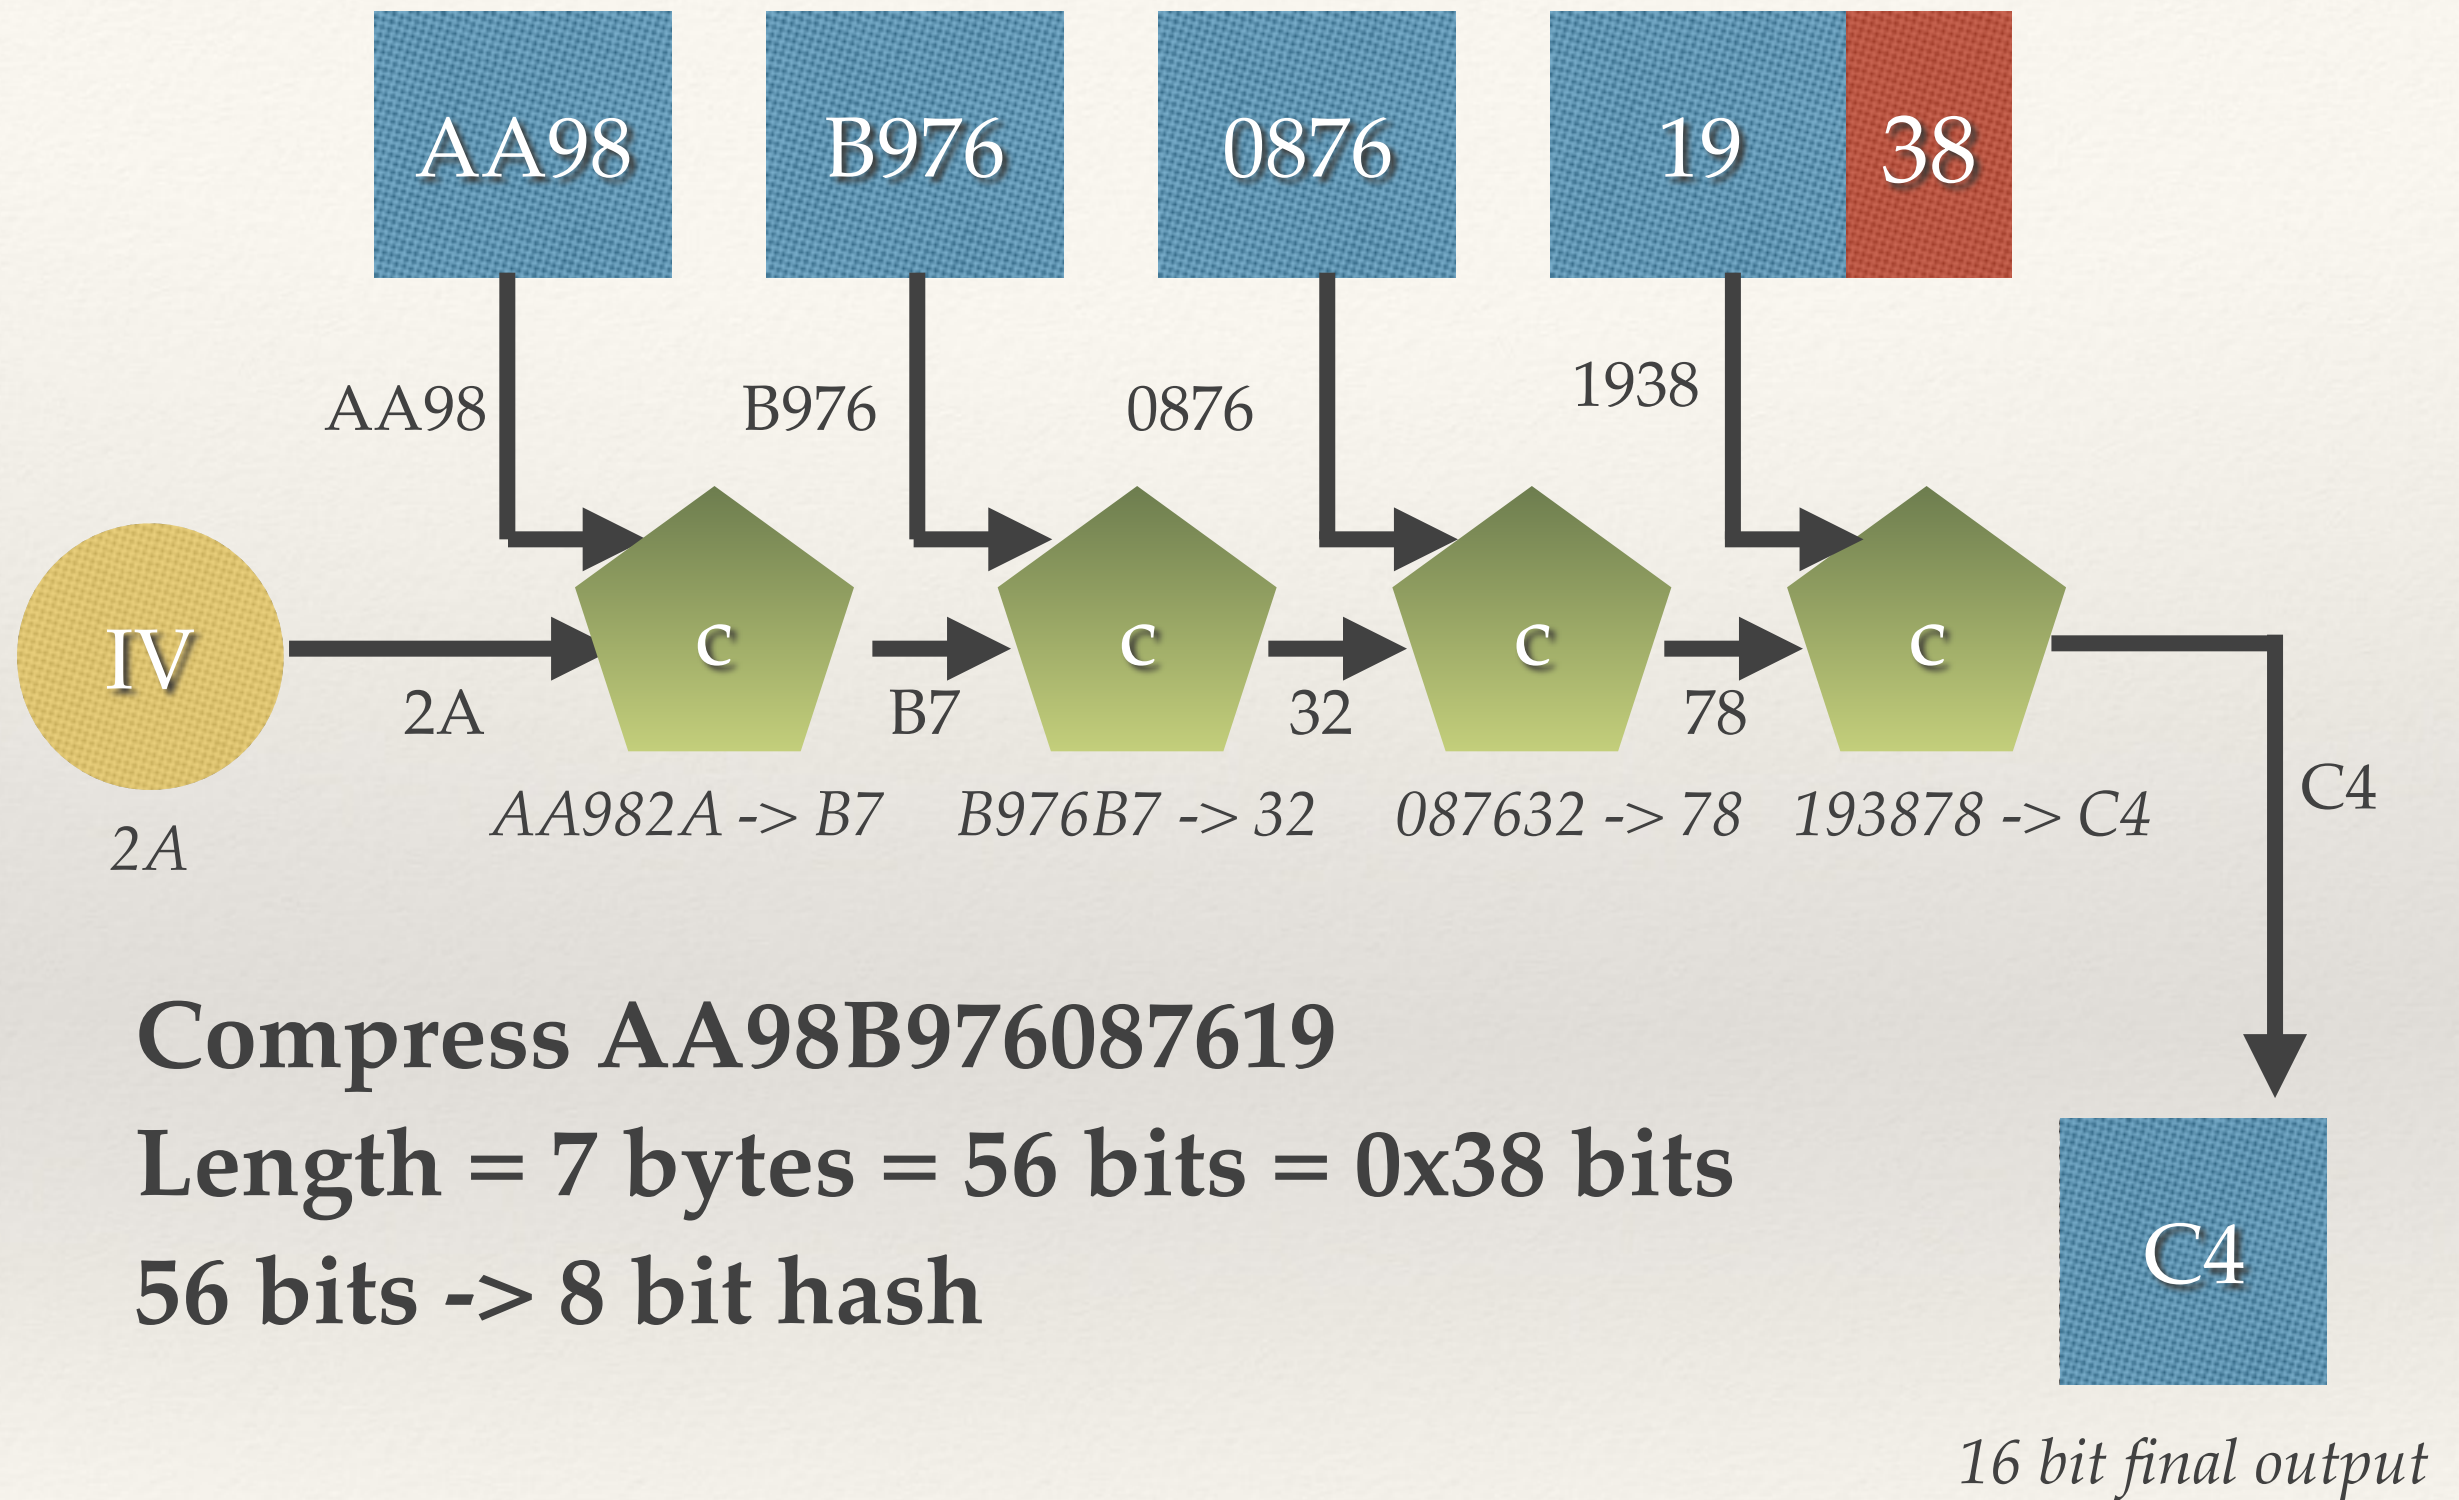 AA98 B976 0876 19 38
AA98 B976 0876 1938
IV c c c c
2A B7 32 78
2A
AA982A -> B7 B976B7 -> 32 087632 -> 78 193878 -> C4
C4
Compress AA98B976087619
Length = 7 bytes = 56 bits = 0x38 bits
56 bits -> 8 bit hash
C4
16 bit final output